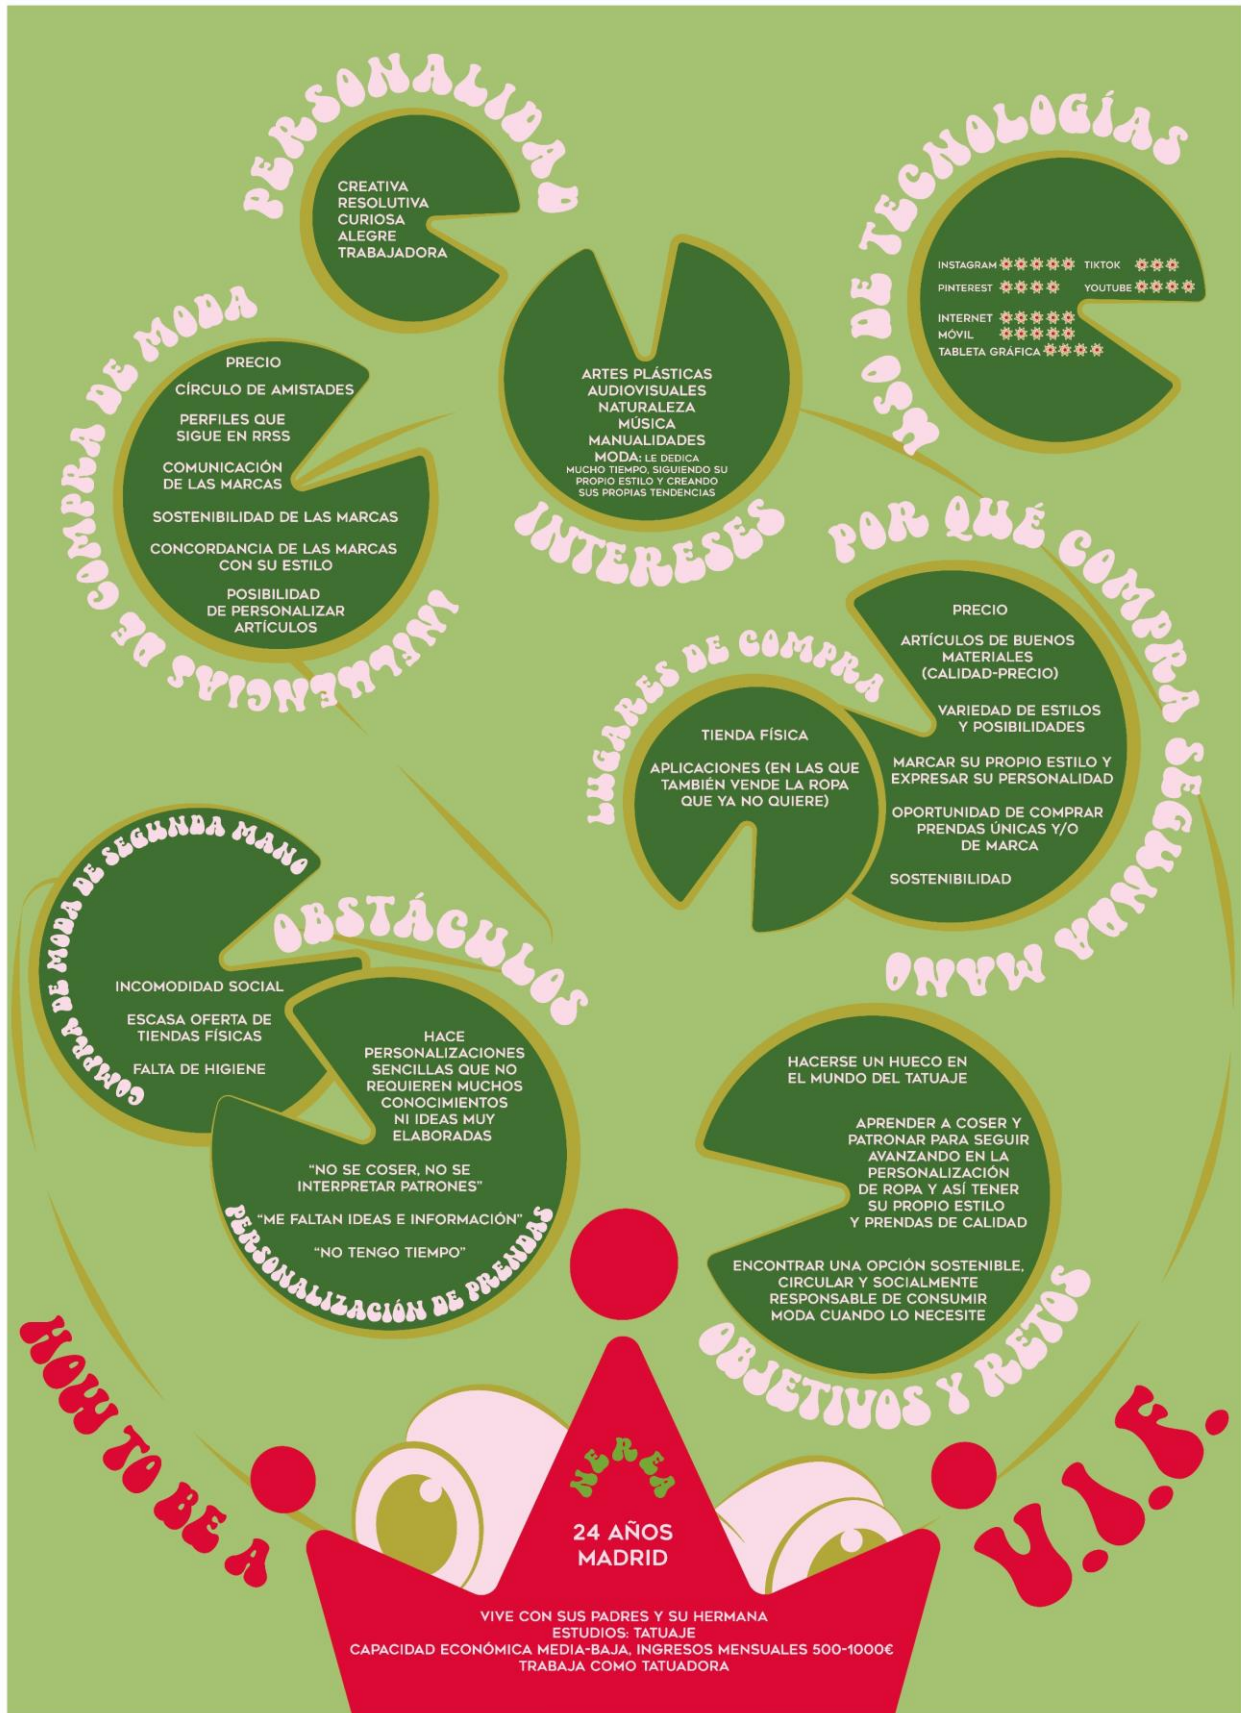 PERSONALIDAD
CREATIVA
RESOLUTIVA
CURIOSA
ALEGRE
TRABAJADORA
USO DE TECNOLOGÍAS
INSTAGRAM
TIKTOK
PINTEREST
YOUTUBE
INTERNET
MÓVIL
TABLETA GRÁFICA
INFLUENCIAS DE COMPRA DE MODA
PRECIO
CÍRCULO DE AMISTADES
PERFILES QUE
SIGUE EN RRSS
COMUNICACIÓN
DE LAS MARCAS
SOSTENIBILIDAD DE LAS MARCAS
CONCORDANCIA DE LAS MARCAS
CON SU ESTILO
POSIBILIDAD
DE PERSONALIZAR
ARTÍCULOS
ARTES PLÁSTICAS
AUDIOVISUALES
NATURALEZA
MÚSICA
MANUALIDADES
MODA: LE DEDICA
MUCHO TIEMPO, SIGUIENDO SU
PROPIO ESTILO Y CREANDO
SUS PROPIAS TENDENCIAS
INTERESES
POR QUÉ COMPRA SEGUNDA MANO
PRECIO
ARTÍCULOS DE BUENOS
MATERIALES
(CALIDAD-PRECIO)
VARIEDAD DE ESTILOS
Y POSIBILIDADES
MARCAR SU PROPIO ESTILO Y
EXPRESAR SU PERSONALIDAD
OPORTUNIDAD DE COMPRAR
PRENDAS ÚNICAS Y/O
DE MARCA
SOSTENIBILIDAD
LUGARES DE COMPRA
TIENDA FÍSICA
APLICACIONES (EN LAS QUE
TAMBIÉN VENDE LA ROPA
QUE YA NO QUIERE)
OBSTÁCULOS
COMPRA DE MODA DE SEGUNDA MANO
INCOMODIDAD SOCIAL
ESCASA OFERTA DE
TIENDAS FÍSICAS
FALTA DE HIGIENE
HACE
PERSONALIZACIONES
SENCILLAS QUE NO
REQUIEREN MUCHOS
CONOCIMIENTOS
NI IDEAS MUY
ELABORADAS
"NO SE COSER, NO SE
INTERPRETAR PATRONES"
"ME FALTAN IDEAS E INFORMACIÓN"
"NO TENGO TIEMPO"
PERSONALIZACIÓN DE PRENDAS
HACERSE UN HUECO EN
EL MUNDO DEL TATUAJE
APRENDER A COSER Y
PATRONAR PARA SEGUIR
AVANZANDO EN LA
PERSONALIZACIÓN
DE ROPA Y ASÍ TENER
SU PROPIO ESTILO
Y PRENDAS DE CALIDAD
ENCONTRAR UNA OPCIÓN SOSTENIBLE,
CIRCULAR Y SOCIALMENTE
RESPONSABLE DE CONSUMIR
MODA CUANDO LO NECESITE
OBJETIVOS Y RETOS
HOW TO BE A
V.I.F.
NEREA
24 AÑOS
MADRID
VIVE CON SUS PADRES Y SU HERMANA
ESTUDIOS: TATUAJE
CAPACIDAD ECONÓMICA MEDIA-BAJA, INGRESOS MENSUALES 500-1000€
TRABAJA COMO TATUADORA